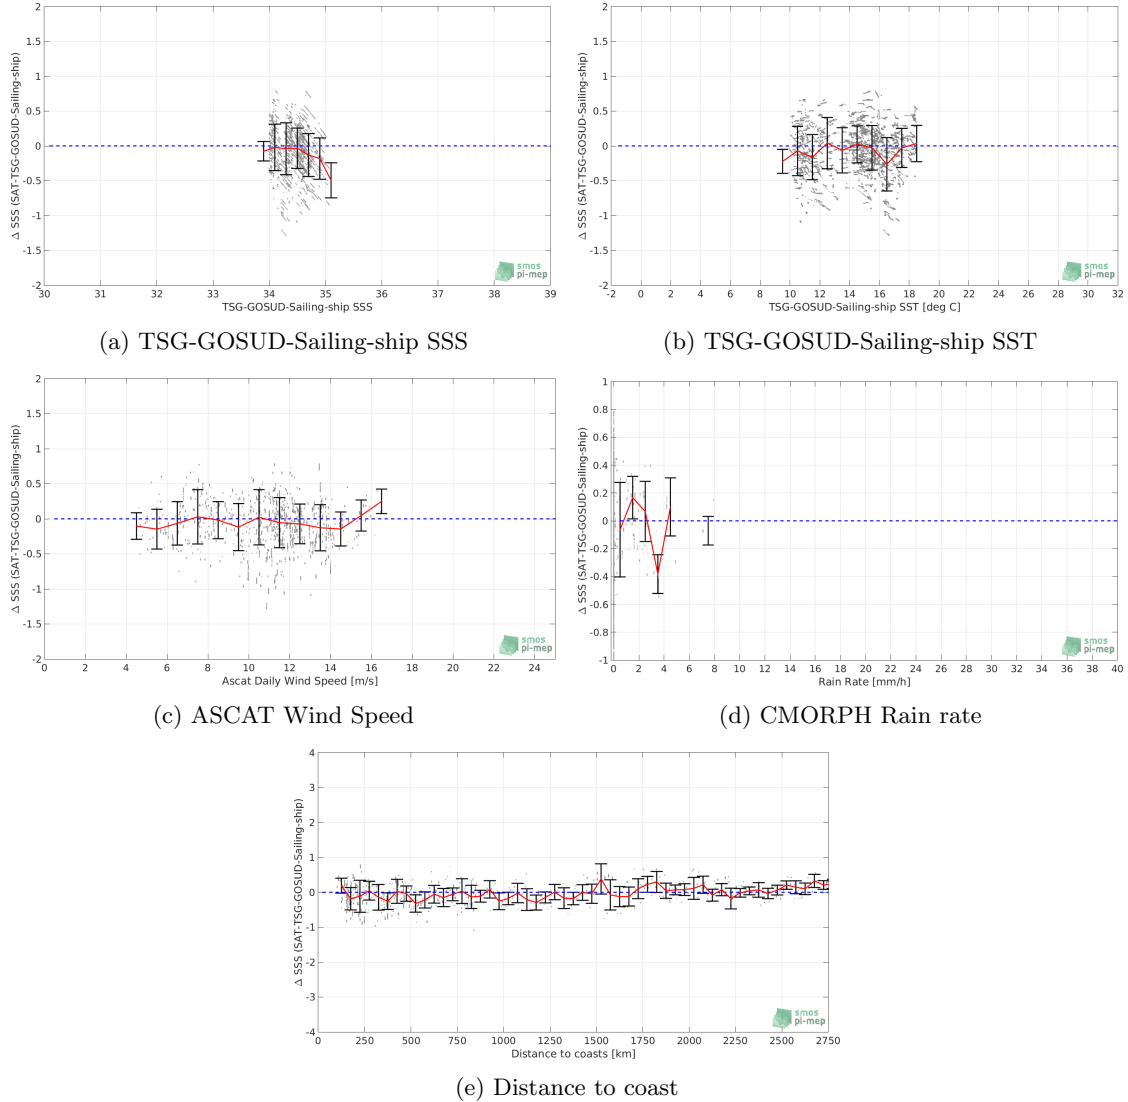 2
1.5
1
0.5
0
-0.5
-1
-1.5
-2
Δ SSS (SAT-TSG-GOSUD-Sailing-ship)
30 31 32 33 34 35 36 37 38 39
TSG-GOSUD-Sailing-ship SSS
smos
pi-mep
(a) TSG-GOSUD-Sailing-ship SSS
2
1.5
1
0.5
0
-0.5
-1
-1.5
-2
Δ SSS (SAT-TSG-GOSUD-Sailing-ship)
-2 0 2 4 6 8 10 12 14 16 18 20 22 24 26 28 30 32
TSG-GOSUD-Sailing-ship SST [deg C]
smos
pi-mep
(b) TSG-GOSUD-Sailing-ship SST
2
1.5
1
0.5
0
-0.5
-1
-1.5
-2
Δ SSS (SAT-TSG-GOSUD-Sailing-ship)
0 2 4 6 8 10 12 14 16 18 20 22 24
Ascat Daily Wind Speed [m/s]
smos
pi-mep
(c) ASCAT Wind Speed
1
0.8
0.6
0.4
0.2
0
-0.2
-0.4
-0.6
-0.8
-1
Δ SSS (SAT-TSG-GOSUD-Sailing-ship)
0 2 4 6 8 10 12 14 16 18 20 22 24 26 28 30 32 34 36 38 40
Rain Rate [mm/h]
smos
pi-mep
(d) CMORPH Rain rate
4
3
2
1
0
-1
-2
-3
-4
Δ SSS (SAT-TSG-GOSUD-Sailing-ship)
0 250 500 750 1000 1250 1500 1750 2000 2250 2500 2750
Distance to coasts [km]
smos
pi-mep
(e) Distance to coast